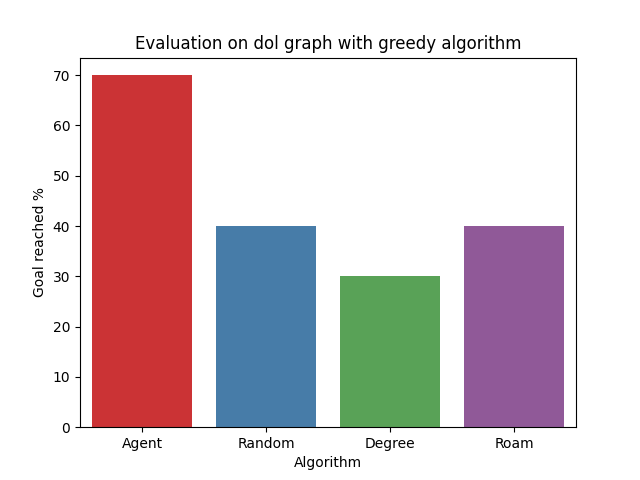 Evaluation on dol graph with greedy algorithm
Goal reached %
70
60
50
40
30
20
10
0
Agent Random Degree Roam
Algorithm